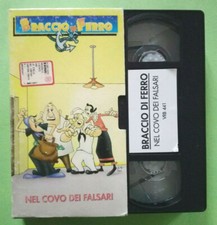 BRACCIO DI FERRO
NEL COVO DEI FALSARI
BRACCIO DI FERRO
NEL COVO DEI FALSARI